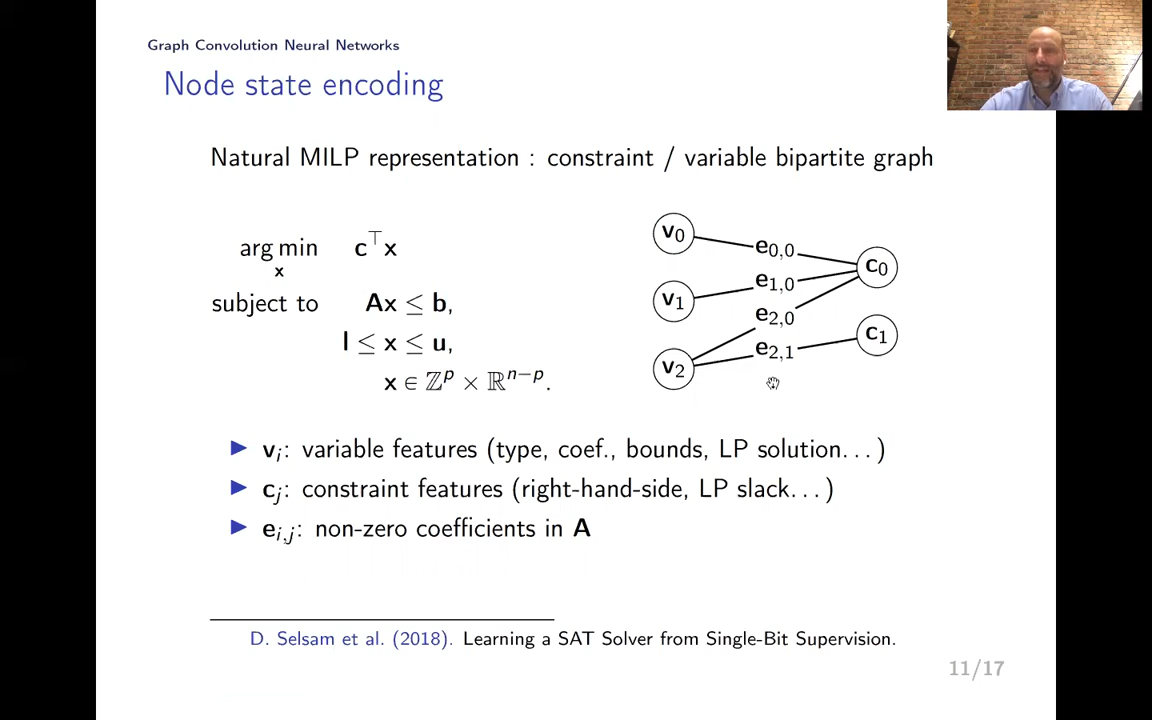 Graph Convolution Neural Networks
Node state encoding
Natural MILP representation : constraint / variable bipartite graph
arg min c⊤x
x
subject to Ax ≤ b,
l ≤ x ≤ u,
x ∈ ℤᵖ × ℝⁿ⁻ᵖ.
v₀
e₀,₀
c₀
v₁
e₁,₀
e₂,₀
c₁
e₂,₁
v₂
▶ vᵢ: variable features (type, coef., bounds, LP solution...)
▶ cⱼ: constraint features (right-hand-side, LP slack...)
▶ eᵢ,ⱼ: non-zero coefficients in A
D. Selsam et al. (2018). Learning a SAT Solver from Single-Bit Supervision.
11/17